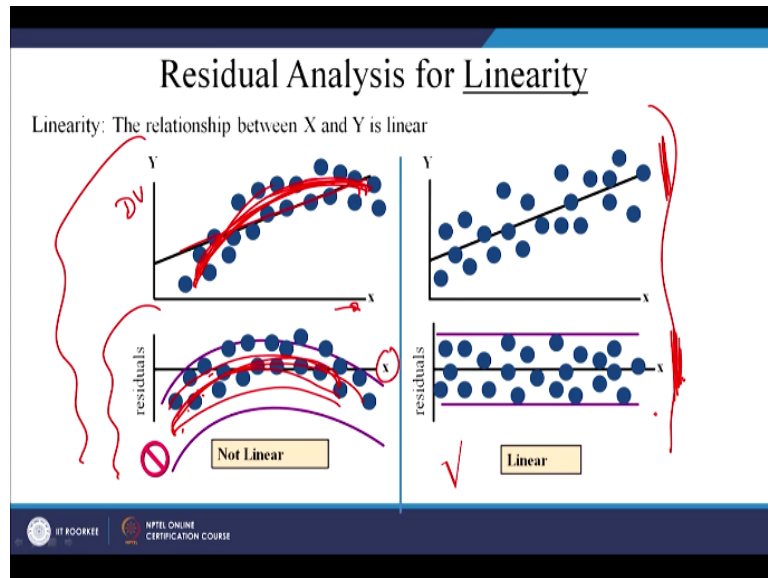 Residual Analysis for Linearity
Linearity: The relationship between X and Y is linear
Y
DV
x
Y
x
residuals
x
Not Linear
residuals
x
Linear
IIT ROORKEE
NPTEL ONLINE
CERTIFICATION COURSE